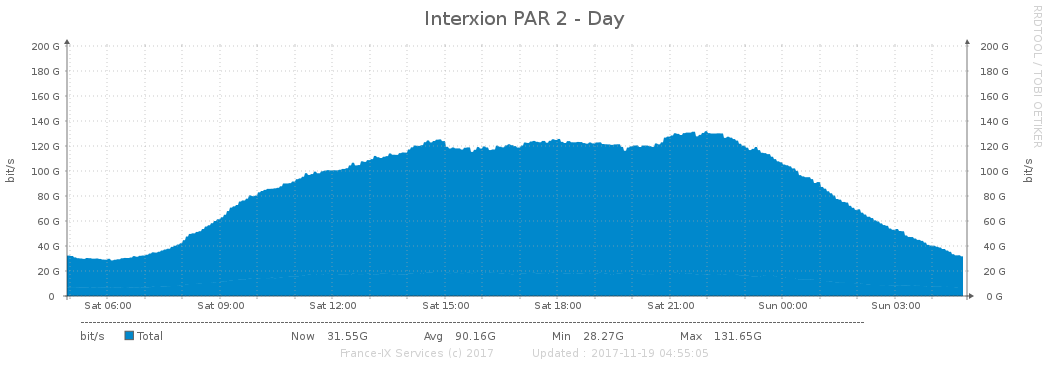 Interxion PAR 2 - Day
RRDTOOL / TOBI OETIKER
200 G 200 G
180 G 180 G
160 G 160 G
140 G 140 G
120 G 120 G
100 G 100 G
80 G 80 G
60 G 60 G
40 G 40 G
20 G 20 G
0 0 G
bit/s
bit/s
Sat 06:00 Sat 09:00 Sat 12:00 Sat 15:00 Sat 18:00 Sat 21:00 Sun 00:00 Sun 03:00
bit/s Total Now 31.55G Avg 90.16G Min 28.27G Max 131.65G
France-IX Services (c) 2017 Updated : 2017-11-19 04:55:05